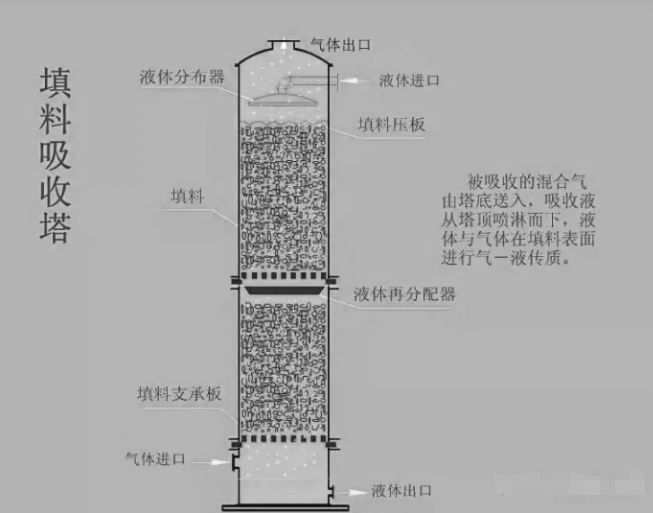 填料吸收塔
气体出口
液体分布器
液体进口
填料压板
填料
被吸收的混合气
由塔底送入，吸收液
从塔顶喷淋而下，液
体与气体在填料表面
进行气一液传质。
液体再分配器
填料支承板
气体进口
液体出口